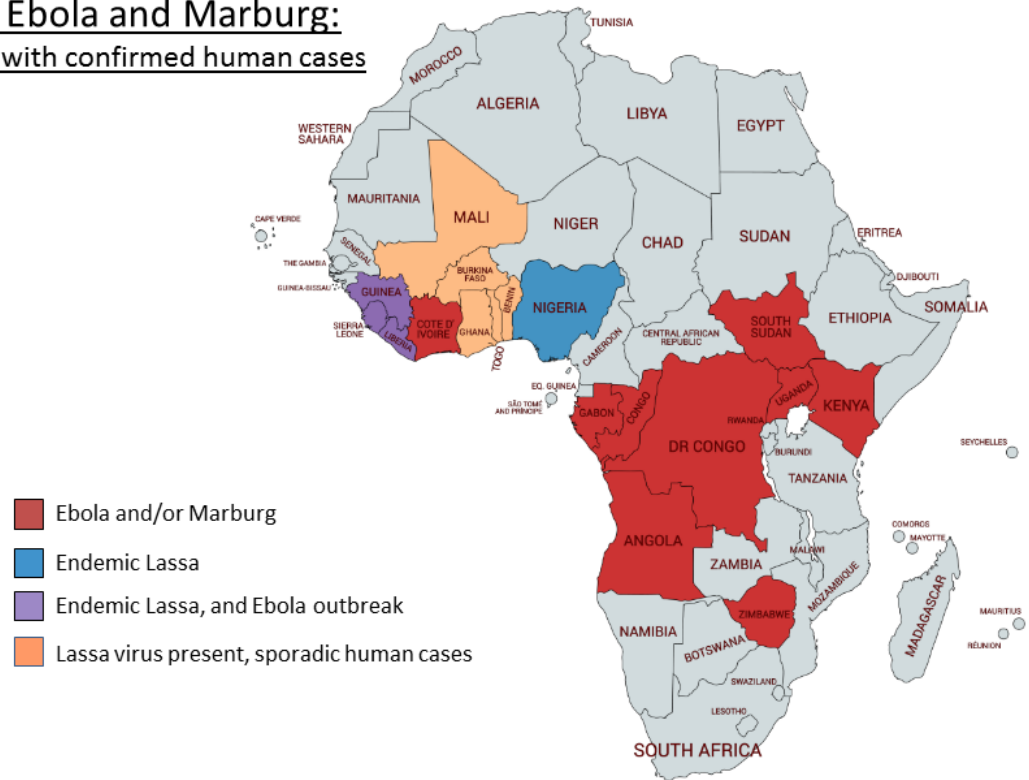 Ebola and Marburg:
with confirmed human cases
TUNISIA
MOROCCO
ALGERIA
LIBYA
EGYPT
WESTERN
SAHARA
MAURITANIA
MALI
NIGER
CHAD
SUDAN
ERITREA
CAPE VERDE
SENEGAL
THE GAMBIA
GUINEA-BISSAU
GUINEA
SIERRA
LEONE
LIBERIA
COTE D'
IVOIRE
BURKINA
FASO
GHANA
TOGO
BENIN
NIGERIA
CAMEROON
CENTRAL AFRICAN
REPUBLIC
SOUTH
SUDAN
ETHIOPIA
DJIBOUTI
SOMALIA
EQ. GUINEA
SÃO TOMÉ
AND PRÍNCIPE
GABON
CONGO
DR CONGO
UGANDA
KENYA
RWANDA
BURUNDI
TANZANIA
SEYCHELLES
ANGOLA
ZAMBIA
MALAWI
MOZAMBIQUE
COMOROS
MAYOTTE
MADAGASCAR
MAURITIUS
RÉUNION
ZIMBABWE
NAMIBIA
BOTSWANA
SWAZILAND
LESOTHO
SOUTH AFRICA
Ebola and/or Marburg
Endemic Lassa
Endemic Lassa, and Ebola outbreak
Lassa virus present, sporadic human cases